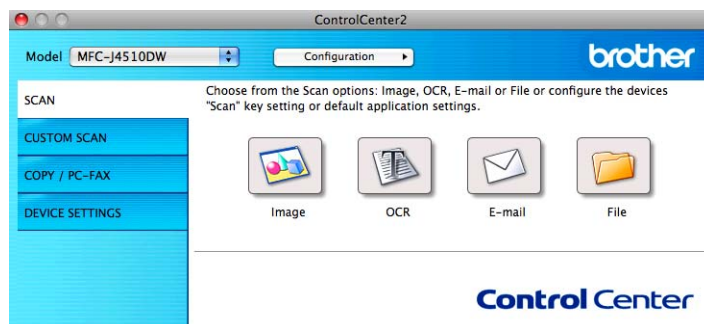 ControlCenter2
Model MFC-J4510DW Configuration brother
SCAN
CUSTOM SCAN
COPY / PC-FAX
DEVICE SETTINGS
Choose from the Scan options: Image, OCR, E-mail or File or configure the devices
"Scan" key setting or default application settings.
Image OCR E-mail File
Control Center